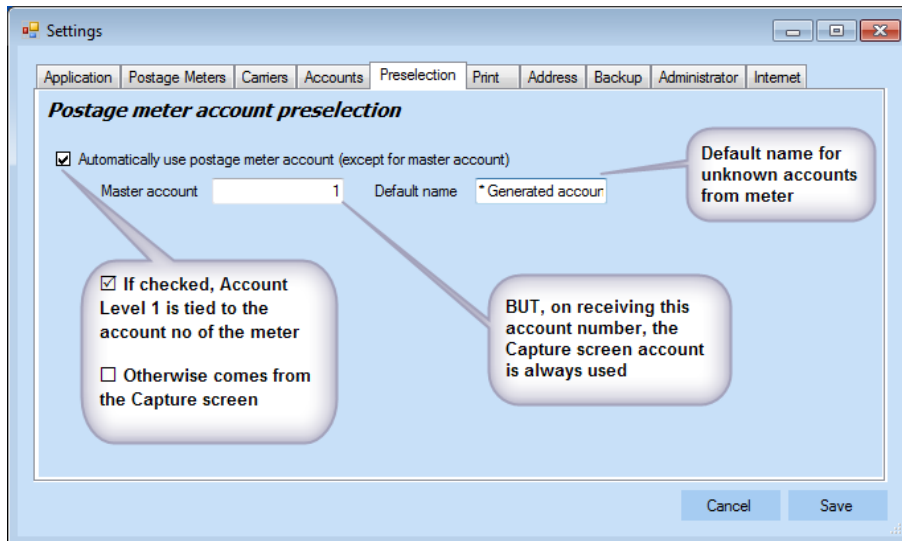 Settings
Application Postage Meters Carriers Accounts Preselection Print Address Backup Administrator Internet
Postage meter account preselection
☑ Automatically use postage meter account (except for master account)
Master account 1 Default name * Generated accour
Default name for
unknown accounts
from meter
☑ If checked, Account
Level 1 is tied to the
account no of the meter
☐ Otherwise comes from
the Capture screen
BUT, on receiving this
account number, the
Capture screen account
is always used
Cancel Save